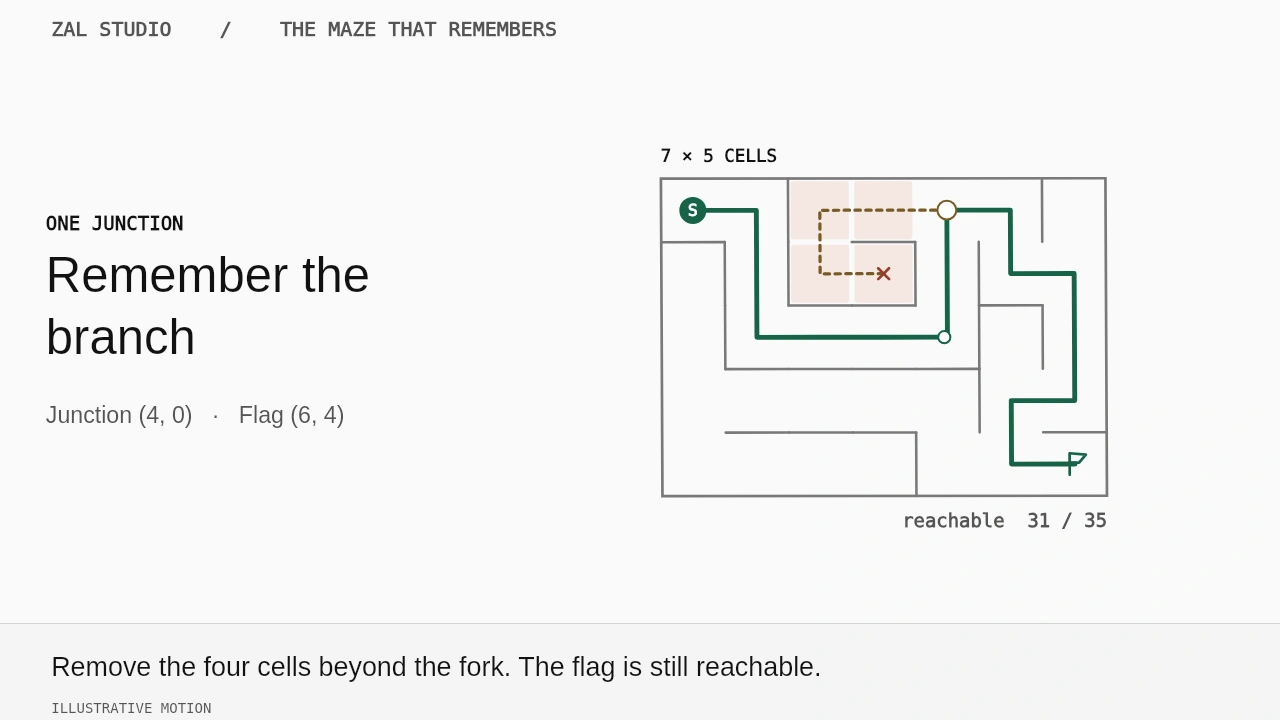 ZAL STUDIO / THE MAZE THAT REMEMBERS
7 × 5 CELLS
S
ONE JUNCTION
Remember the
branch
Junction (4, 0) · Flag (6, 4)
reachable 31 / 35
Remove the four cells beyond the fork. The flag is still reachable.
ILLUSTRATIVE MOTION